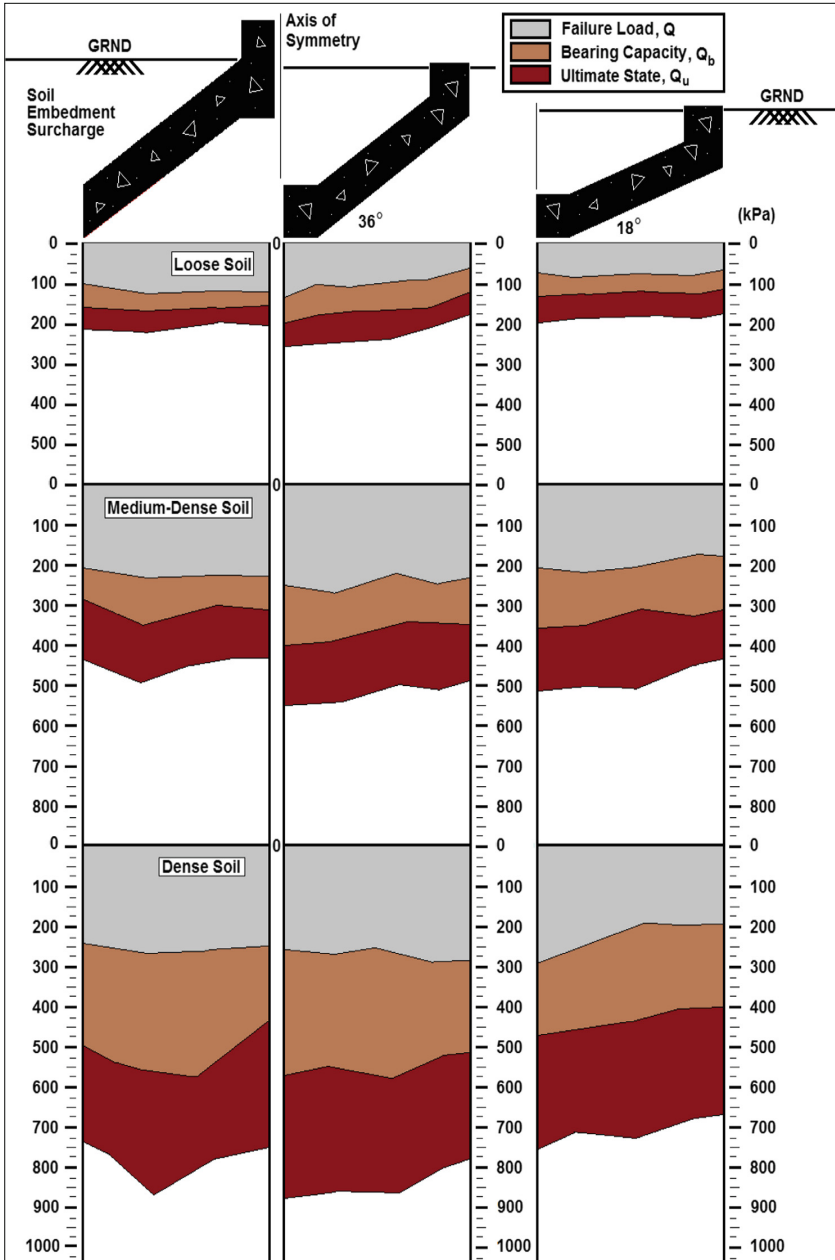 GRND
Soil
Embedment
Surcharge
Axis of
Symmetry
Failure Load, Q
Bearing Capacity, Q_b
Ultimate State, Q_u
GRND
36°
18°
(kPa)
0 0 0 0
100 100 100
200 200 200
300 300 300
400 400 400
500 500 500
Loose Soil
0 0 0 0
100 100 100
200 200 200
300 300 300
400 400 400
500 500 500
600 600 600
700 700 700
800 800 800
Medium-Dense Soil
0 0 0 0
100 100 100
200 200 200
300 300 300
400 400 400
500 500 500
600 600 600
700 700 700
800 800 800
900 900 900
1000 1000 1000
Dense Soil